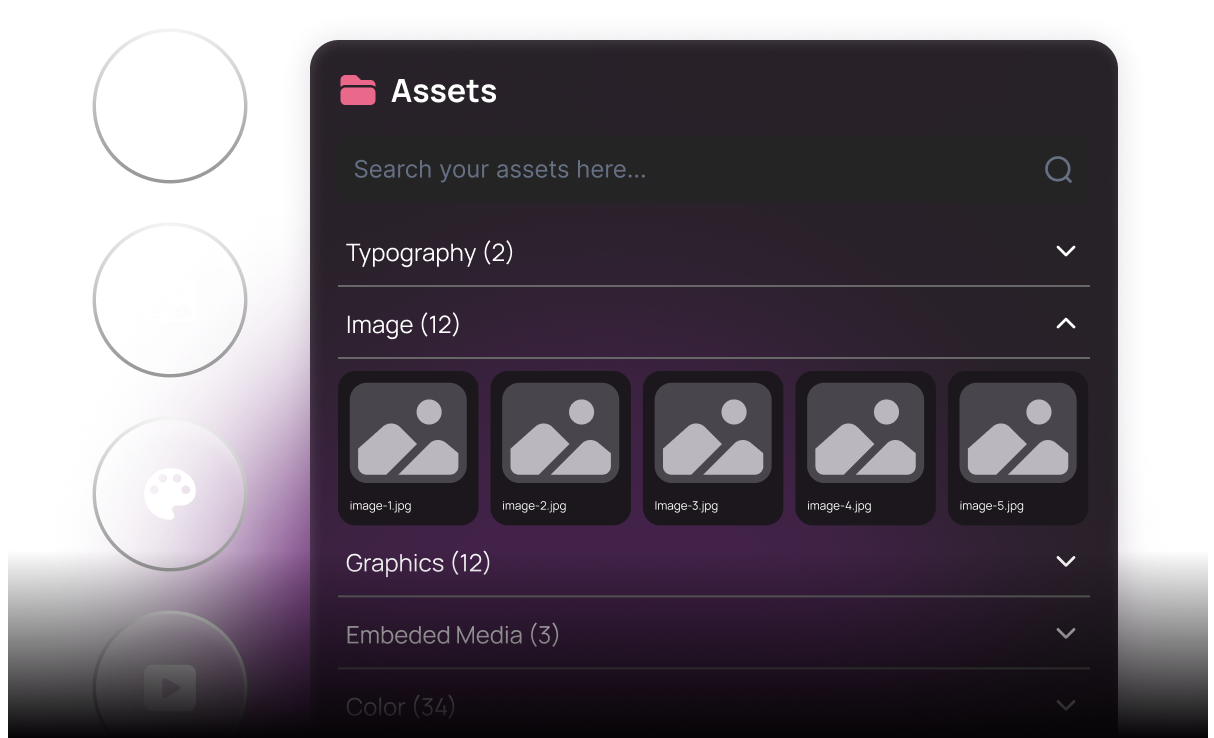 Assets
Search your assets here...
Typography (2)
Image (12)
image-1.jpg
image-2.jpg
Image-3.jpg
image-4.jpg
image-5.jpg
Graphics (12)
Embeded Media (3)
Color (34)